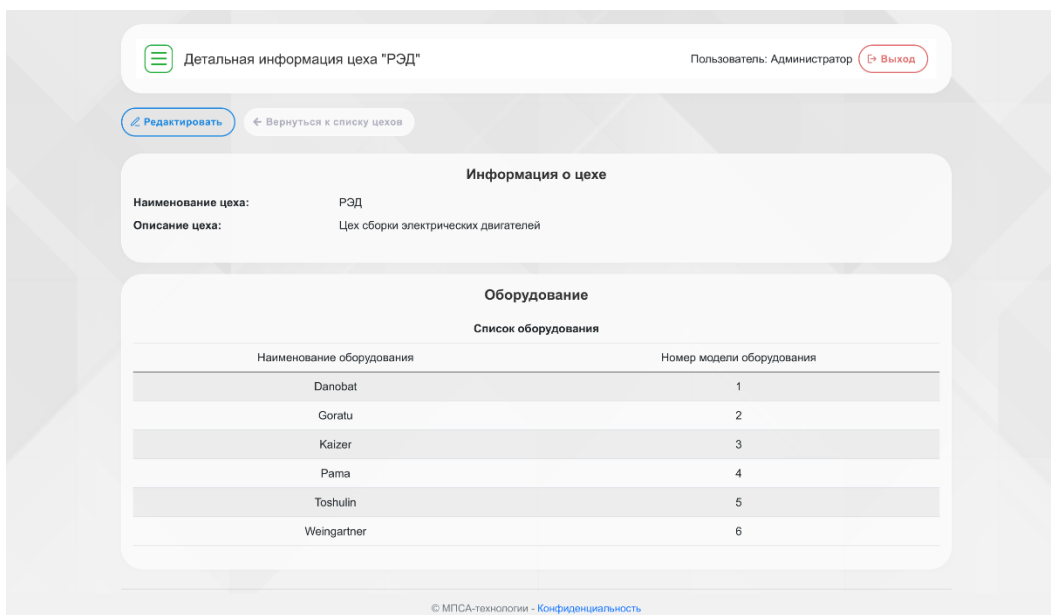 Детальная информация цеха "РЭД"
Пользователь: Администратор
Выход
Редактировать
Вернуться к списку цехов
Информация о цехе
Наименование цеха: РЭД
Описание цеха: Цех сборки электрических двигателей
Оборудование
Список оборудования
Наименование оборудования Номер модели оборудования
Danobat 1
Goratu 2
Kaizer 3
Pama 4
Toshulin 5
Weingartner 6
© МПСА-технологии - Конфиденциальность